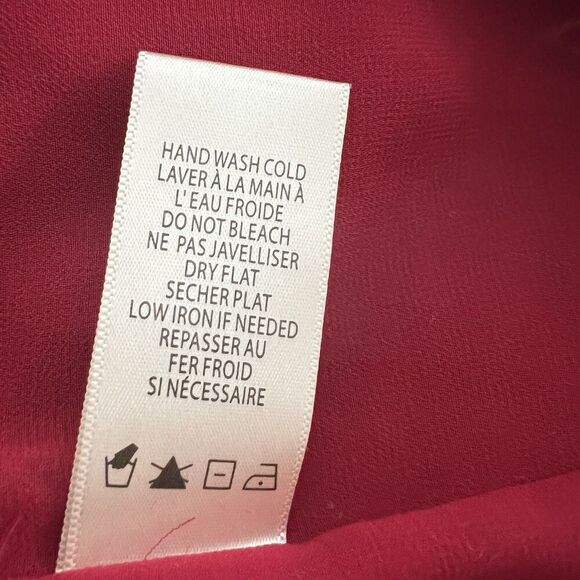 HAND WASH COLD
LAVER À LA MAIN À
L'EAU FROIDE
DO NOT BLEACH
NE PAS JAVELLISER
DRY FLAT
SECHER PLAT
LOW IRON IF NEEDED
REPASSER AU
FER FROID
SI NÉCESSAIRE